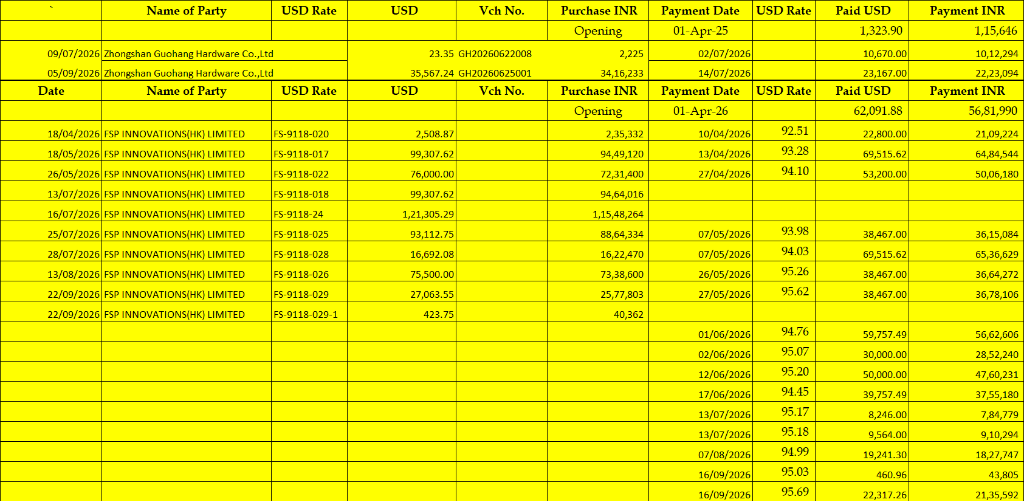 ` Name of Party USD Rate USD Vch No. Purchase INR Payment Date USD Rate Paid USD Payment INR
Opening 01-Apr-25 1,323.90 1,15,646
09/07/2026 Zhongshan Guohang Hardware Co.,Ltd 23.35 GH20260622008 2,225 02/07/2026 10,670.00 10,12,294
05/09/2026 Zhongshan Guohang Hardware Co.,Ltd 35,567.24 GH20260625001 34,16,233 14/07/2026 23,167.00 22,23,094
Date Name of Party USD Rate USD Vch No. Purchase INR Payment Date USD Rate Paid USD Payment INR
Opening 01-Apr-26 62,091.88 56,81,990
18/04/2026 FSP INNOVATIONS(HK) LIMITED FS-9118-020 2,508.87 2,35,332 10/04/2026 92.51 22,800.00 21,09,224
18/05/2026 FSP INNOVATIONS(HK) LIMITED FS-9118-017 99,307.62 94,49,120 13/04/2026 93.28 69,515.62 64,84,544
26/05/2026 FSP INNOVATIONS(HK) LIMITED FS-9118-022 76,000.00 72,31,400 27/04/2026 94.10 53,200.00 50,06,180
13/07/2026 FSP INNOVATIONS(HK) LIMITED FS-9118-018 99,307.62 94,64,016
16/07/2026 FSP INNOVATIONS(HK) LIMITED FS-9118-24 1,21,305.29 1,15,48,264
25/07/2026 FSP INNOVATIONS(HK) LIMITED FS-9118-025 93,112.75 88,64,334 07/05/2026 93.98 38,467.00 36,15,084
28/07/2026 FSP INNOVATIONS(HK) LIMITED FS-9118-028 16,692.08 16,22,470 07/05/2026 94.03 69,515.62 65,36,629
13/08/2026 FSP INNOVATIONS(HK) LIMITED FS-9118-026 75,500.00 73,38,600 26/05/2026 95.26 38,467.00 36,64,272
22/09/2026 FSP INNOVATIONS(HK) LIMITED FS-9118-029 27,063.55 25,77,803 27/05/2026 95.62 38,467.00 36,78,106
22/09/2026 FSP INNOVATIONS(HK) LIMITED FS-9118-029-1 423.75 40,362
01/06/2026 94.76 59,757.49 56,62,606
02/06/2026 95.07 30,000.00 28,52,240
12/06/2026 95.20 50,000.00 47,60,231
17/06/2026 94.45 39,757.49 37,55,180
13/07/2026 95.17 8,246.00 7,84,779
13/07/2026 95.18 9,564.00 9,10,294
07/08/2026 94.99 19,241.30 18,27,747
16/09/2026 95.03 460.96 43,805
16/09/2026 95.69 22,317.26 21,35,592